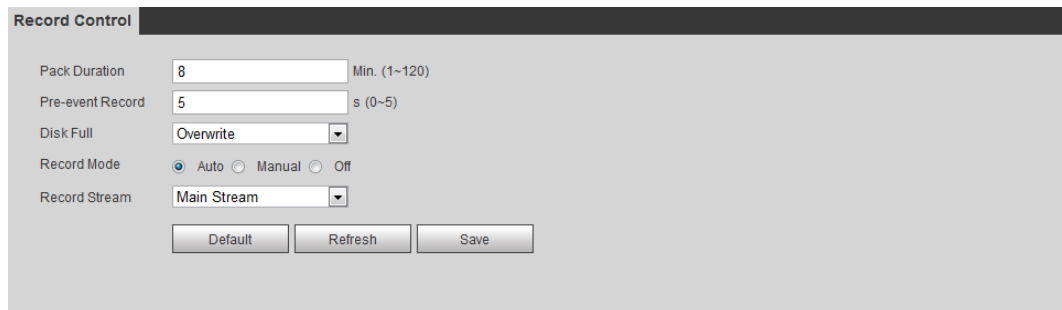 Record Control
Pack Duration 8 Min. (1~120)
Pre-event Record 5 s (0~5)
Disk Full Overwrite
Record Mode Auto Manual Off
Record Stream Main Stream
Default Refresh Save